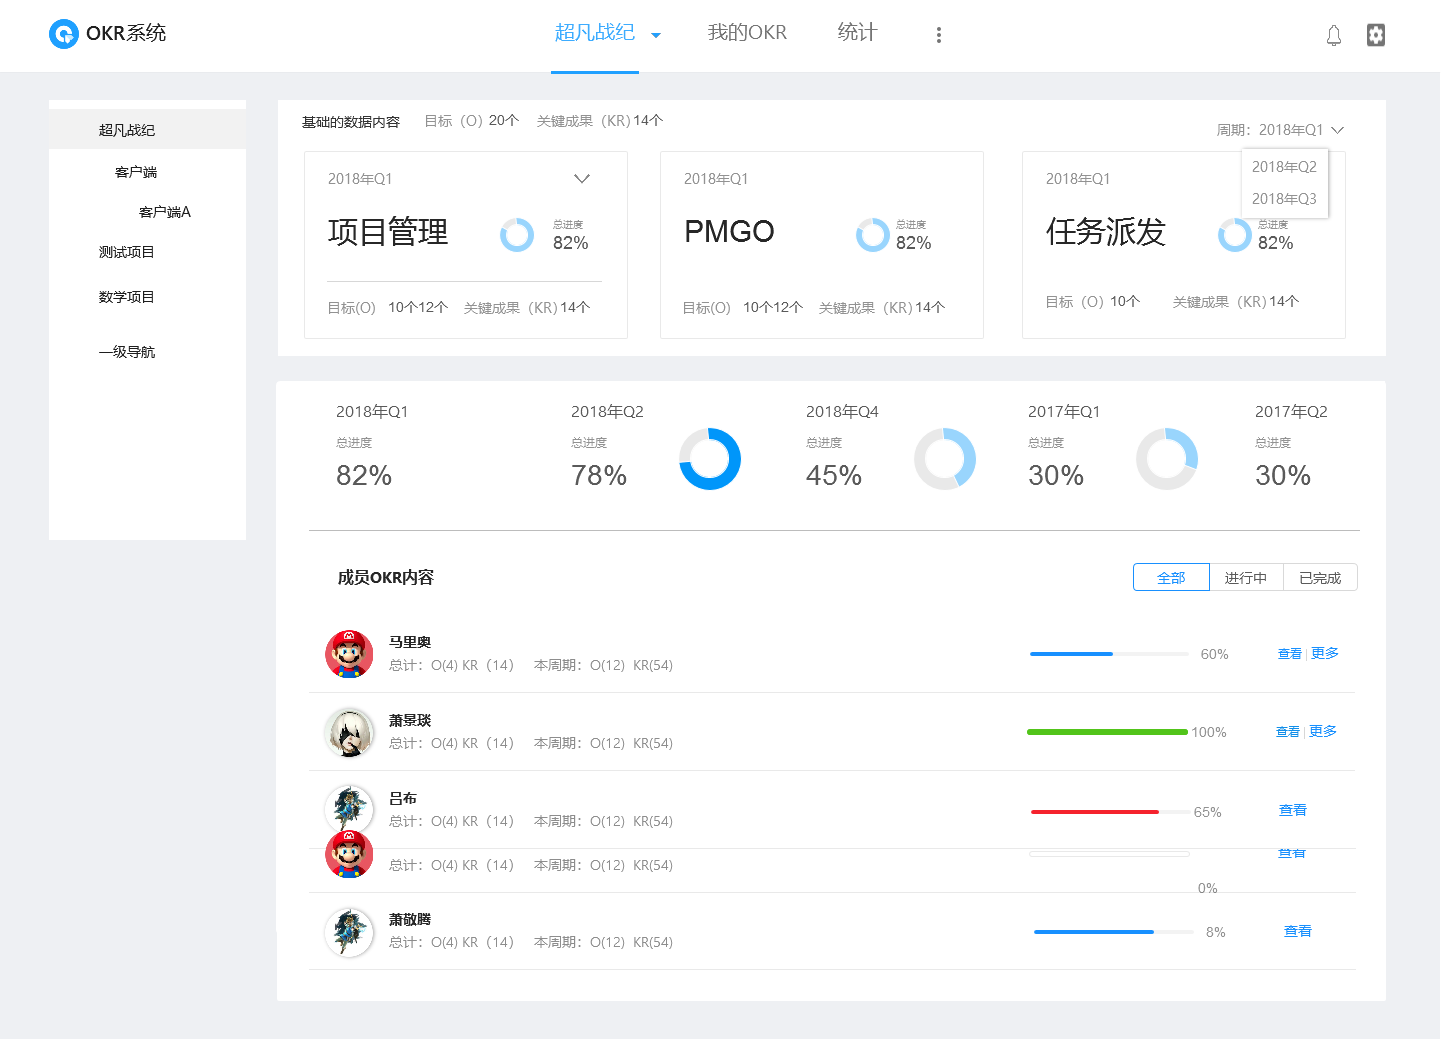 OKR系统
超凡战纪
我的OKR
统计
超凡战纪
客户端
客户端A
测试项目
数学项目
一级导航
基础的数据内容 目标（O）20个 关键成果（KR)14个
周期：2018年Q1
2018年Q2
2018年Q3
2018年Q1
项目管理
总进度
82%
目标(O) 10个12个 关键成果（KR)14个
2018年Q1
PMGO
总进度
82%
目标(O) 10个12个 关键成果（KR)14个
2018年Q1
任务派发
总进度
82%
目标（O）10个 关键成果（KR)14个
2018年Q1
总进度
82%
2018年Q2
总进度
78%
2018年Q4
总进度
45%
2017年Q1
总进度
30%
2017年Q2
总进度
30%
成员OKR内容
全部 进行中 已完成
马里奥
总计：O(4) KR（14） 本周期：O(12) KR(54)
60%
查看 | 更多
萧景琰
总计：O(4) KR（14） 本周期：O(12) KR(54)
100%
查看 | 更多
吕布
总计：O(4) KR（14） 本周期：O(12) KR(54)
65%
查看
总计：O(4) KR（14） 本周期：O(12) KR(54)
查看
0%
萧敬腾
总计：O(4) KR（14） 本周期：O(12) KR(54)
8%
查看